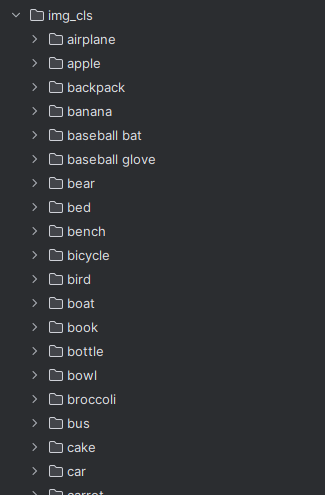 img_cls
airplane
apple
backpack
banana
baseball bat
baseball glove
bear
bed
bench
bicycle
bird
boat
book
bottle
bowl
broccoli
bus
cake
car
carrot